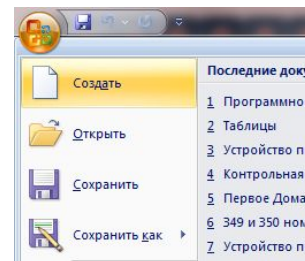 Последние
Создать
1 Программно
2 Таблицы
Открыть
3 Устройство п
4 Контрольная
Сохранить
5 Первое Дома
6 349 и 350 ном
Сохранить как
7 Устройство п